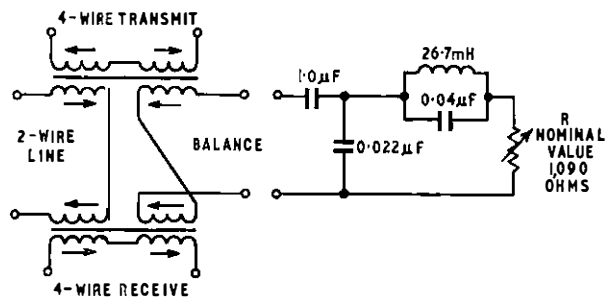 4-WIRE TRANSMIT
2-WIRE
LINE
BALANCE
4-WIRE RECEIVE
1·0μF
0·022μF
26·7mH
0·04μF
R
NOMINAL
VALUE
1,090
OHMS